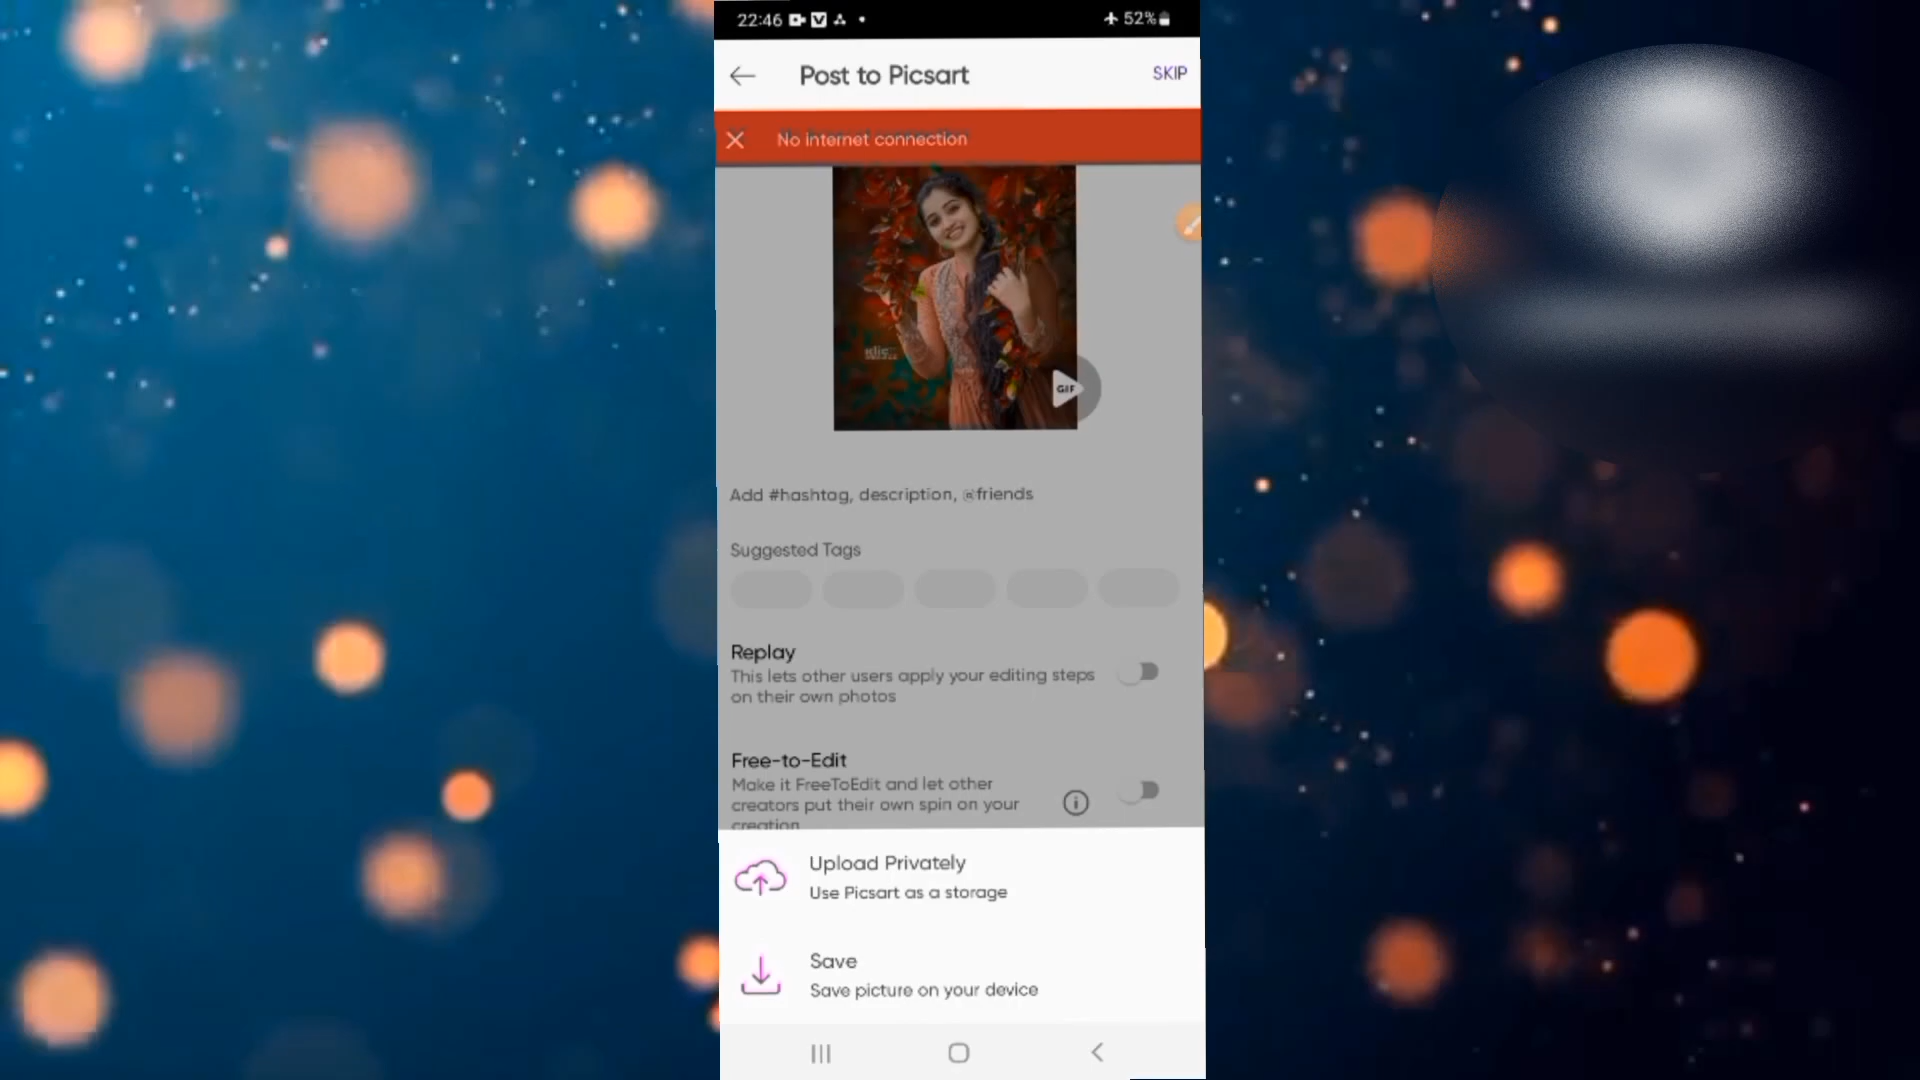 22:46 52%
Post to Picsart SKIP
No internet connection
GIF
Add #hashtag, description, @friends
Suggested Tags
Replay
This lets other users apply your editing steps
on their own photos
Free-to-Edit
Make it FreeToEdit and let other
creators put their own spin on your
creation
Upload Privately
Use Picsart as a storage
Save
Save picture on your device